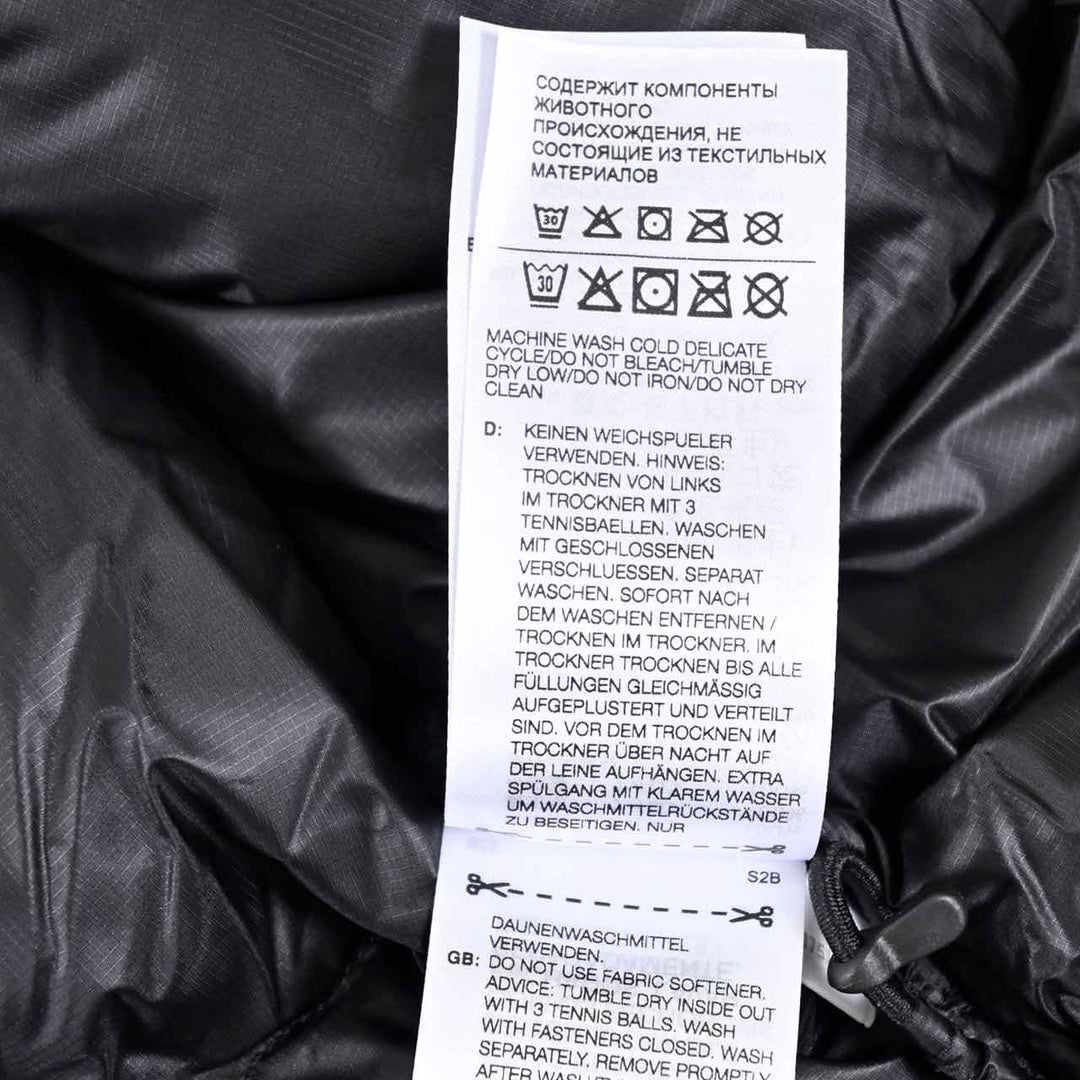 СОДЕРЖИТ КОМПОНЕНТЫ
ЖИВОТНОГО
ПРОИСХОЖДЕНИЯ, НЕ
СОСТОЯЩИЕ ИЗ ТЕКСТИЛЬНЫХ
МАТЕРИАЛОВ
30
30
MACHINE WASH COLD DELICATE
CYCLE/DO NOT BLEACH/TUMBLE
DRY LOW/DO NOT IRON/DO NOT DRY
CLEAN
D: KEINEN WEICHSPUELER
VERWENDEN. HINWEIS:
TROCKNEN VON LINKS
IM TROCKNER MIT 3
TENNISBAELLEN. WASCHEN
MIT GESCHLOSSENEN
VERSCHLUESSEN. SEPARAT
WASCHEN. SOFORT NACH
DEM WASCHEN ENTFERNEN /
TROCKNEN IM TROCKNER. IM
TROCKNER TROCKNEN BIS ALLE
FÜLLUNGEN GLEICHMÄSSIG
AUFGEPLUSTERT UND VERTEILT
SIND. VOR DEM TROCKNEN IM
TROCKNER ÜBER NACHT AUF
DER LEINE AUFHÄNGEN. EXTRA
SPÜLGANG MIT KLAREM WASSER
UM WASCHMITTELRÜCKSTÄNDE
ZU BESEITIGEN. NUR
S2B
DAUNENWASCHMITTEL
VERWENDEN.
GB: DO NOT USE FABRIC SOFTENER.
ADVICE: TUMBLE DRY INSIDE OUT
WITH 3 TENNIS BALLS. WASH
WITH FASTENERS CLOSED. WASH
SEPARATELY. REMOVE PROMPTLY
AFTER